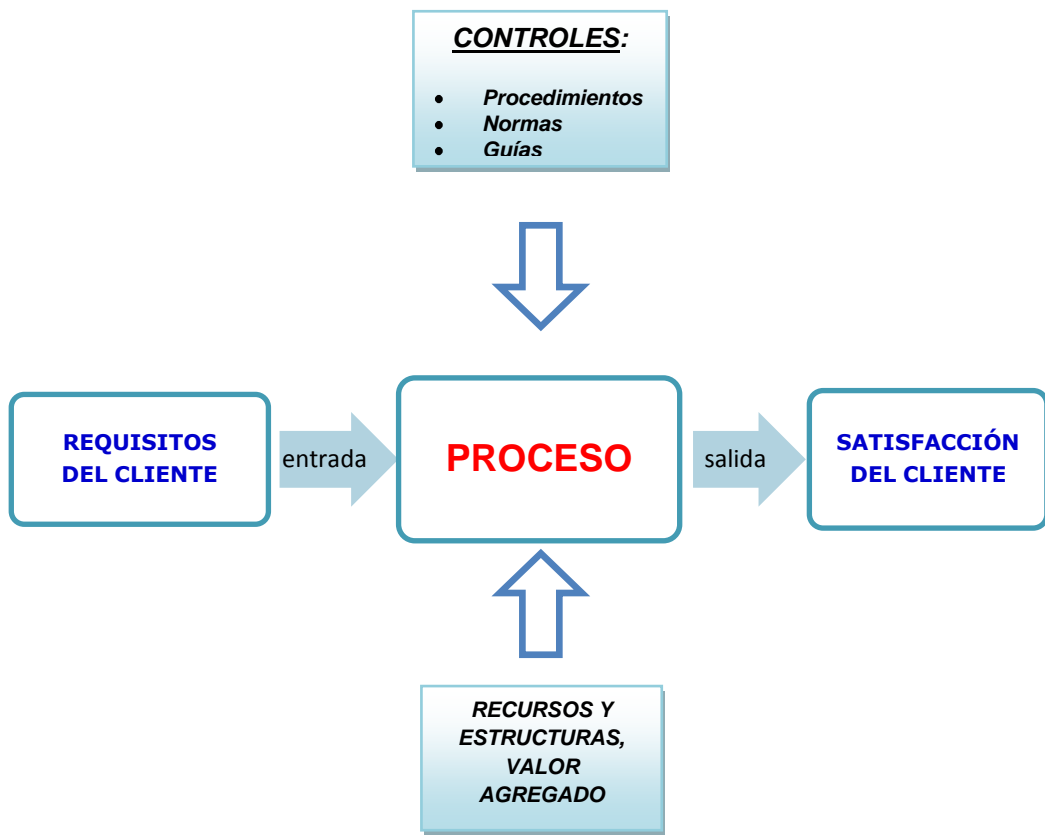 CONTROLES:
• Procedimientos
• Normas
• Guías
REQUISITOS
DEL CLIENTE
entrada
PROCESO
salida
SATISFACCIÓN
DEL CLIENTE
RECURSOS Y
ESTRUCTURAS,
VALOR
AGREGADO